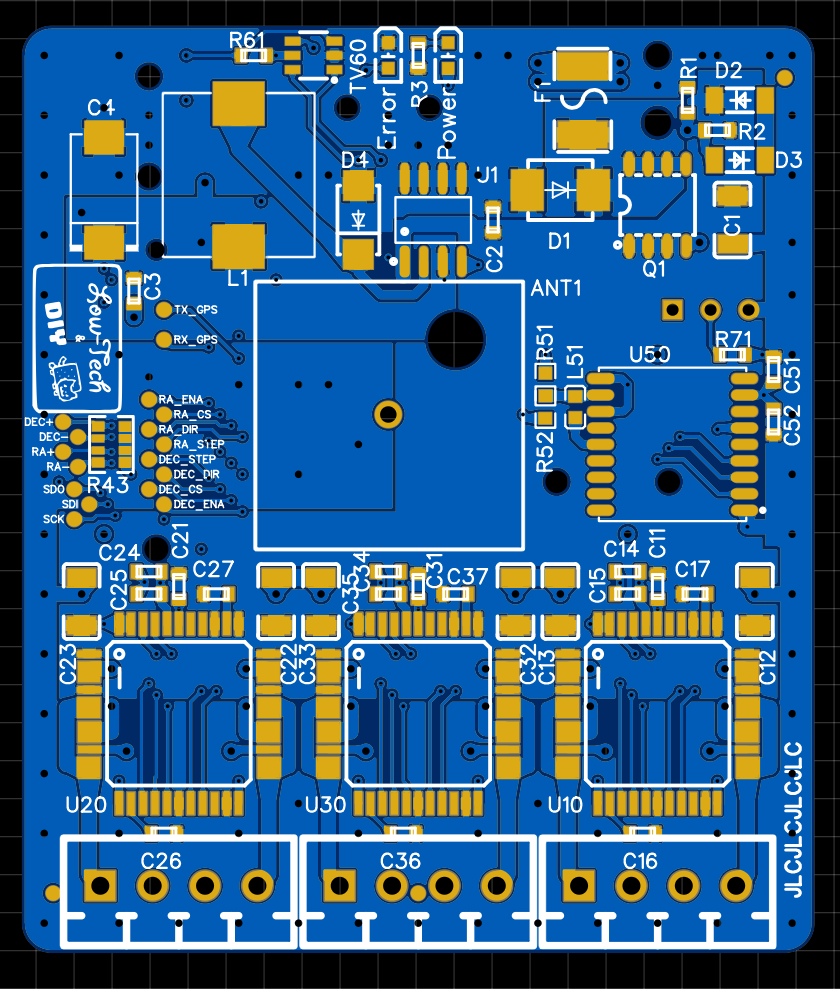 R61
TV60
Error
R3
Power
F1
R1
D2
R2
D3
C4
D4
U1
L1
C2
D1
Q1
C1
C3
ANT1
DIY
&
Low-Tech
TX_GPS
RX_GPS
R51
L51
R52
U50
R71
C51
C52
DEC+
DEC-
RA+
RA-
SDO
SDI
SCK
R43
RA_ENA
RA_CS
RA_DIR
RA_STEP
DEC_STEP
DEC_DIR
DEC_CS
DEC_ENA
C24
C21
C25
C27
C34
C31
C35
C37
C14
C11
C15
C17
C23
C22
C33
C32
C13
C12
U20
U30
U10
JLCJLCJLCJLC
C26
C36
C16